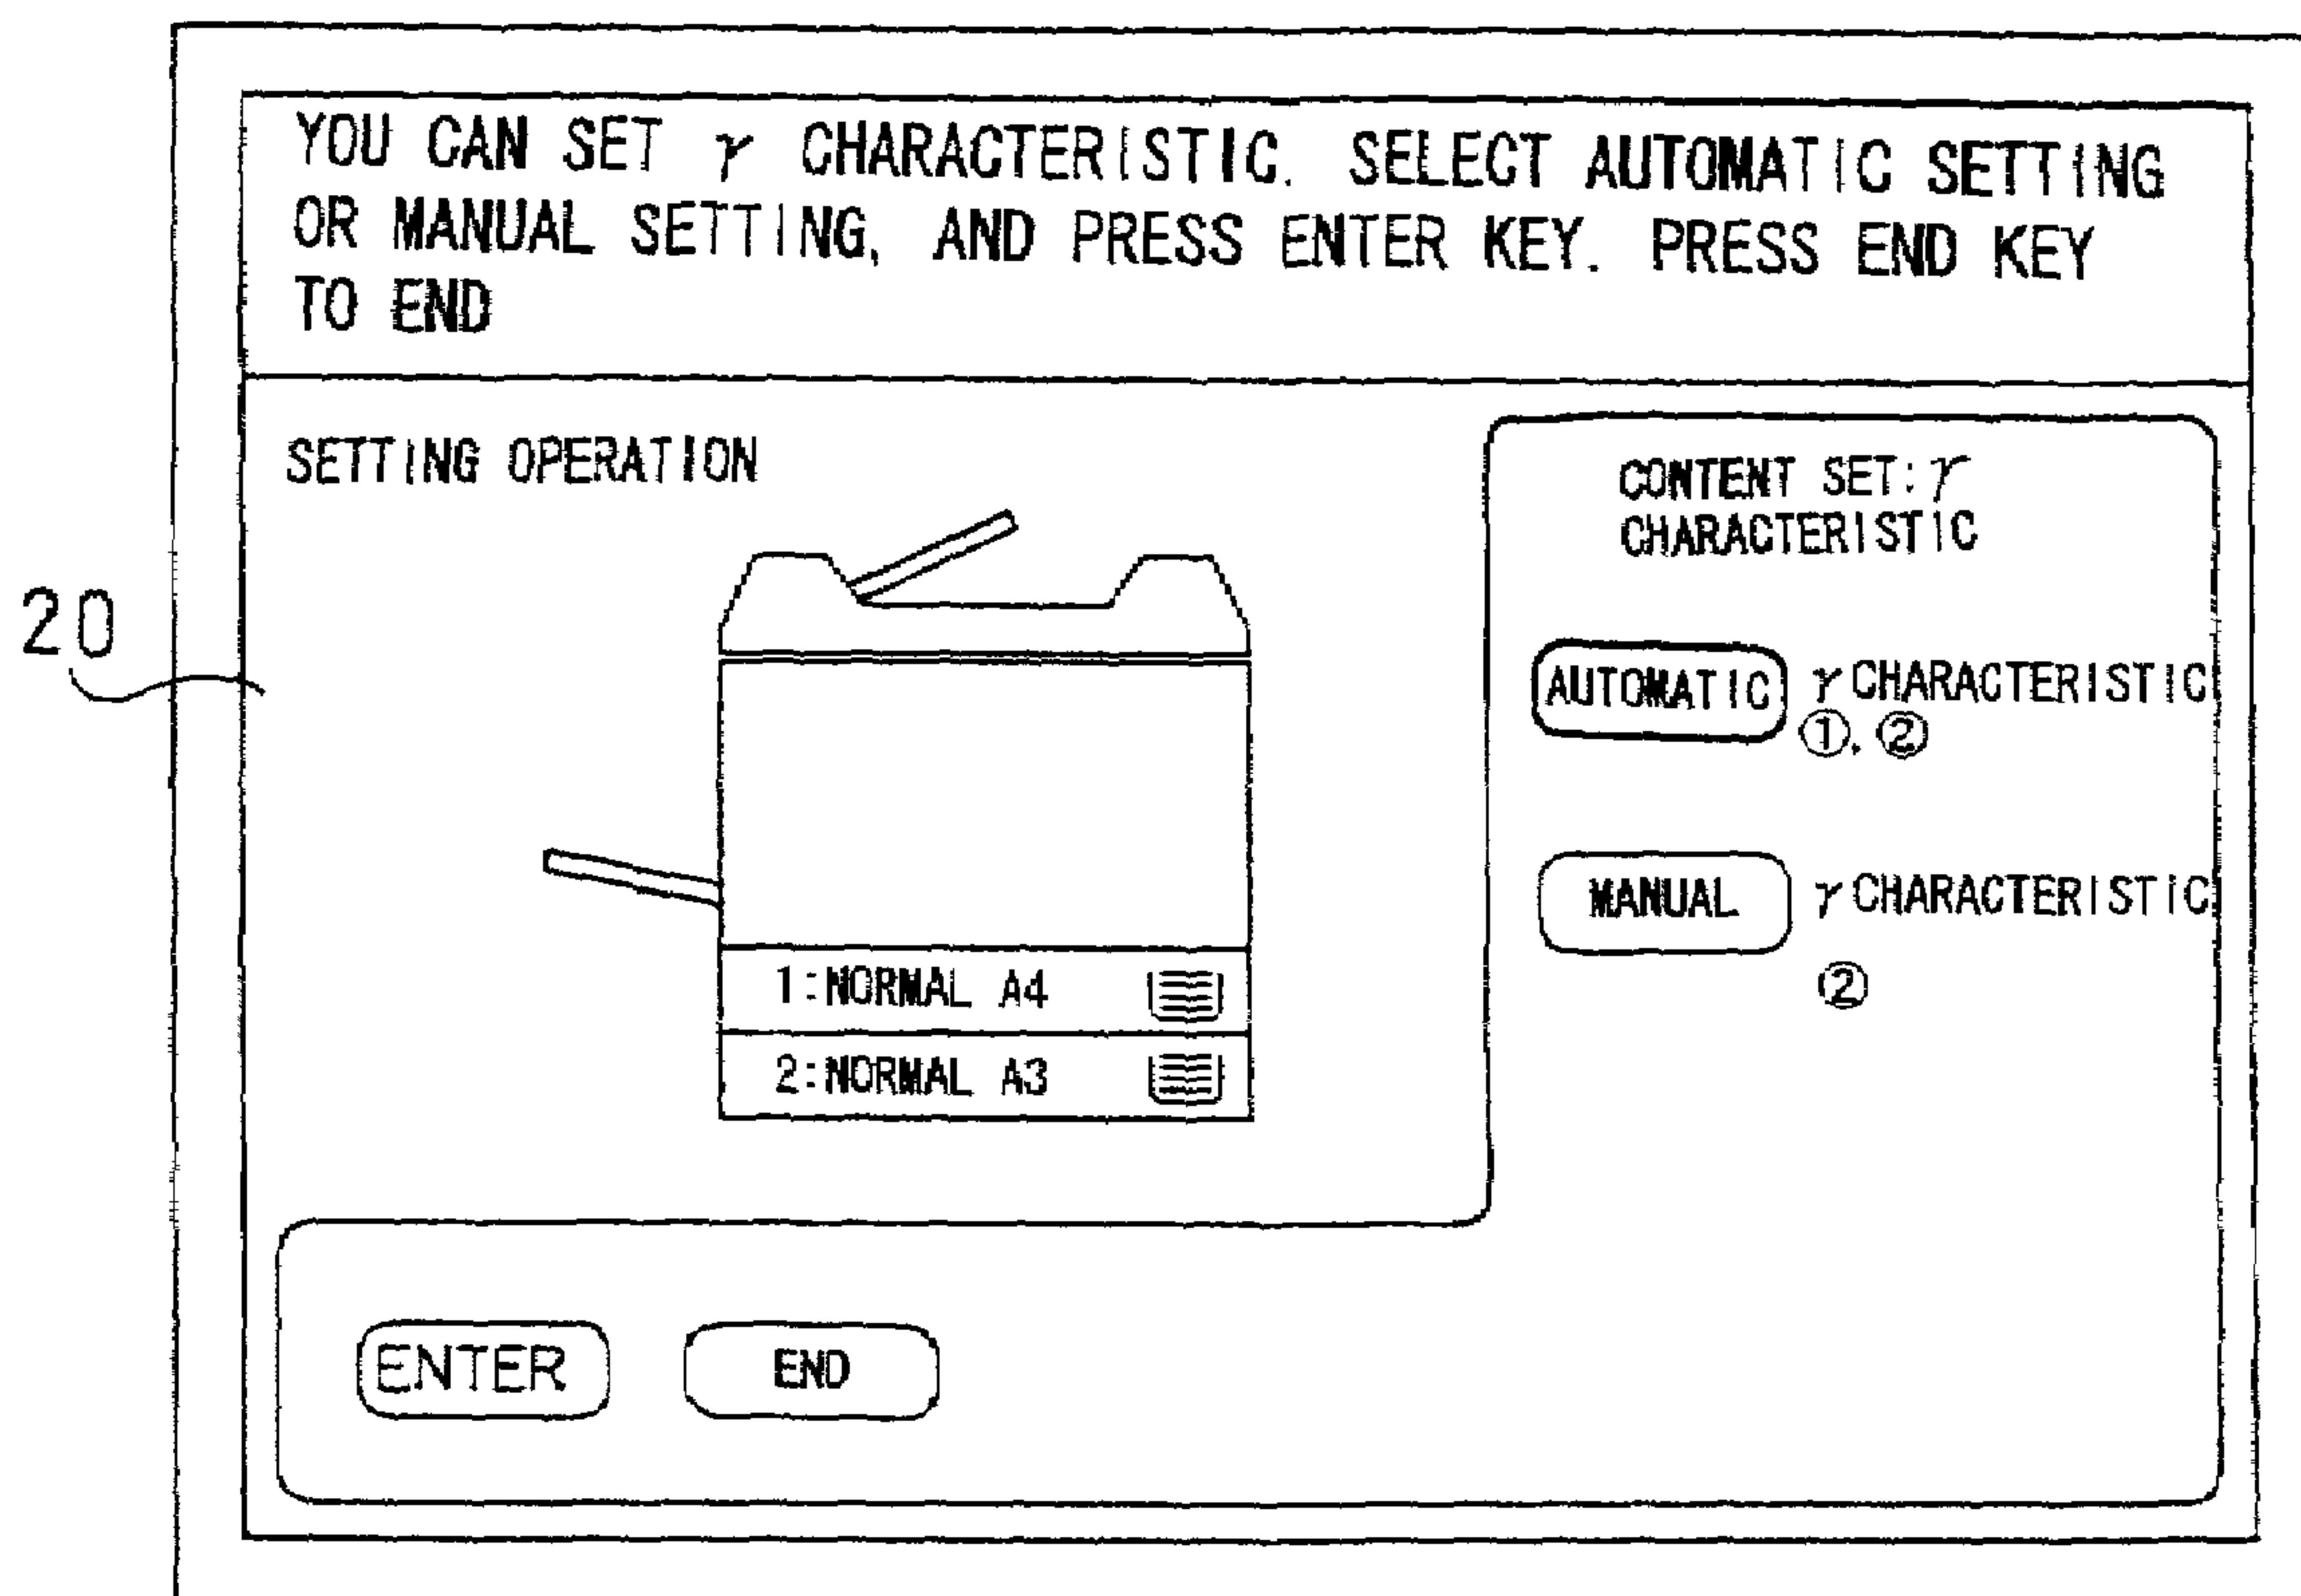 YOU CAN SET γ CHARACTERISTIC. SELECT AUTOMATIC SETTING
OR MANUAL SETTING, AND PRESS ENTER KEY. PRESS END KEY
TO END
SETTING OPERATION
CONTENT SET:γ
CHARACTERISTIC
20
AUTOMATIC γ CHARACTERISTIC
①, ②
MANUAL γ CHARACTERISTIC
②
1:NORMAL A4
2:NORMAL A3
ENTER END